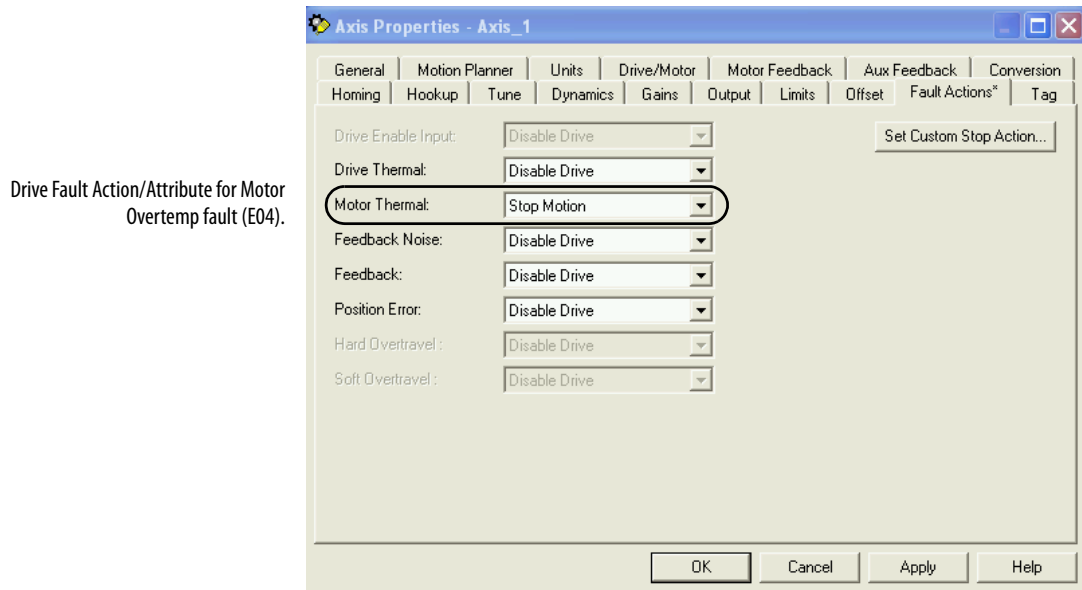 Axis Properties - Axis_1
General Motion Planner Units Drive/Motor Motor Feedback Aux Feedback Conversion
Homing Hookup Tune Dynamics Gains Output Limits Offset Fault Actions* Tag
Drive Enable Input: Disable Drive Set Custom Stop Action...
Drive Thermal: Disable Drive
Drive Fault Action/Attribute for Motor
Overtemp fault (E04).
Motor Thermal: Stop Motion
Feedback Noise: Disable Drive
Feedback: Disable Drive
Position Error: Disable Drive
Hard Overtravel : Disable Drive
Soft Overtravel : Disable Drive
OK Cancel Apply Help